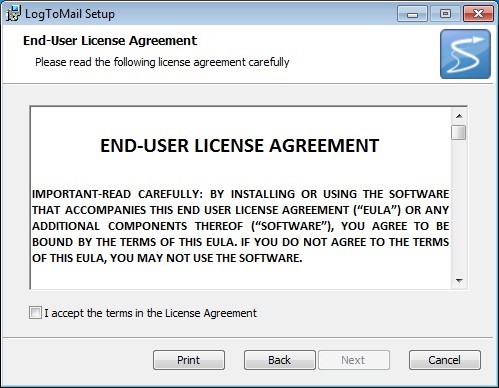 LogToMail Setup
End-User License Agreement
Please read the following license agreement carefully
END-USER LICENSE AGREEMENT
IMPORTANT-READ CAREFULLY: BY INSTALLING OR USING THE SOFTWARE
THAT ACCOMPANIES THIS END USER LICENSE AGREEMENT (“EULA”) OR ANY
ADDITIONAL COMPONENTS THEREOF (“SOFTWARE”), YOU AGREE TO BE
BOUND BY THE TERMS OF THIS EULA. IF YOU DO NOT AGREE TO THE TERMS
OF THIS EULA, YOU MAY NOT USE THE SOFTWARE.
I accept the terms in the License Agreement
Print Back Next Cancel